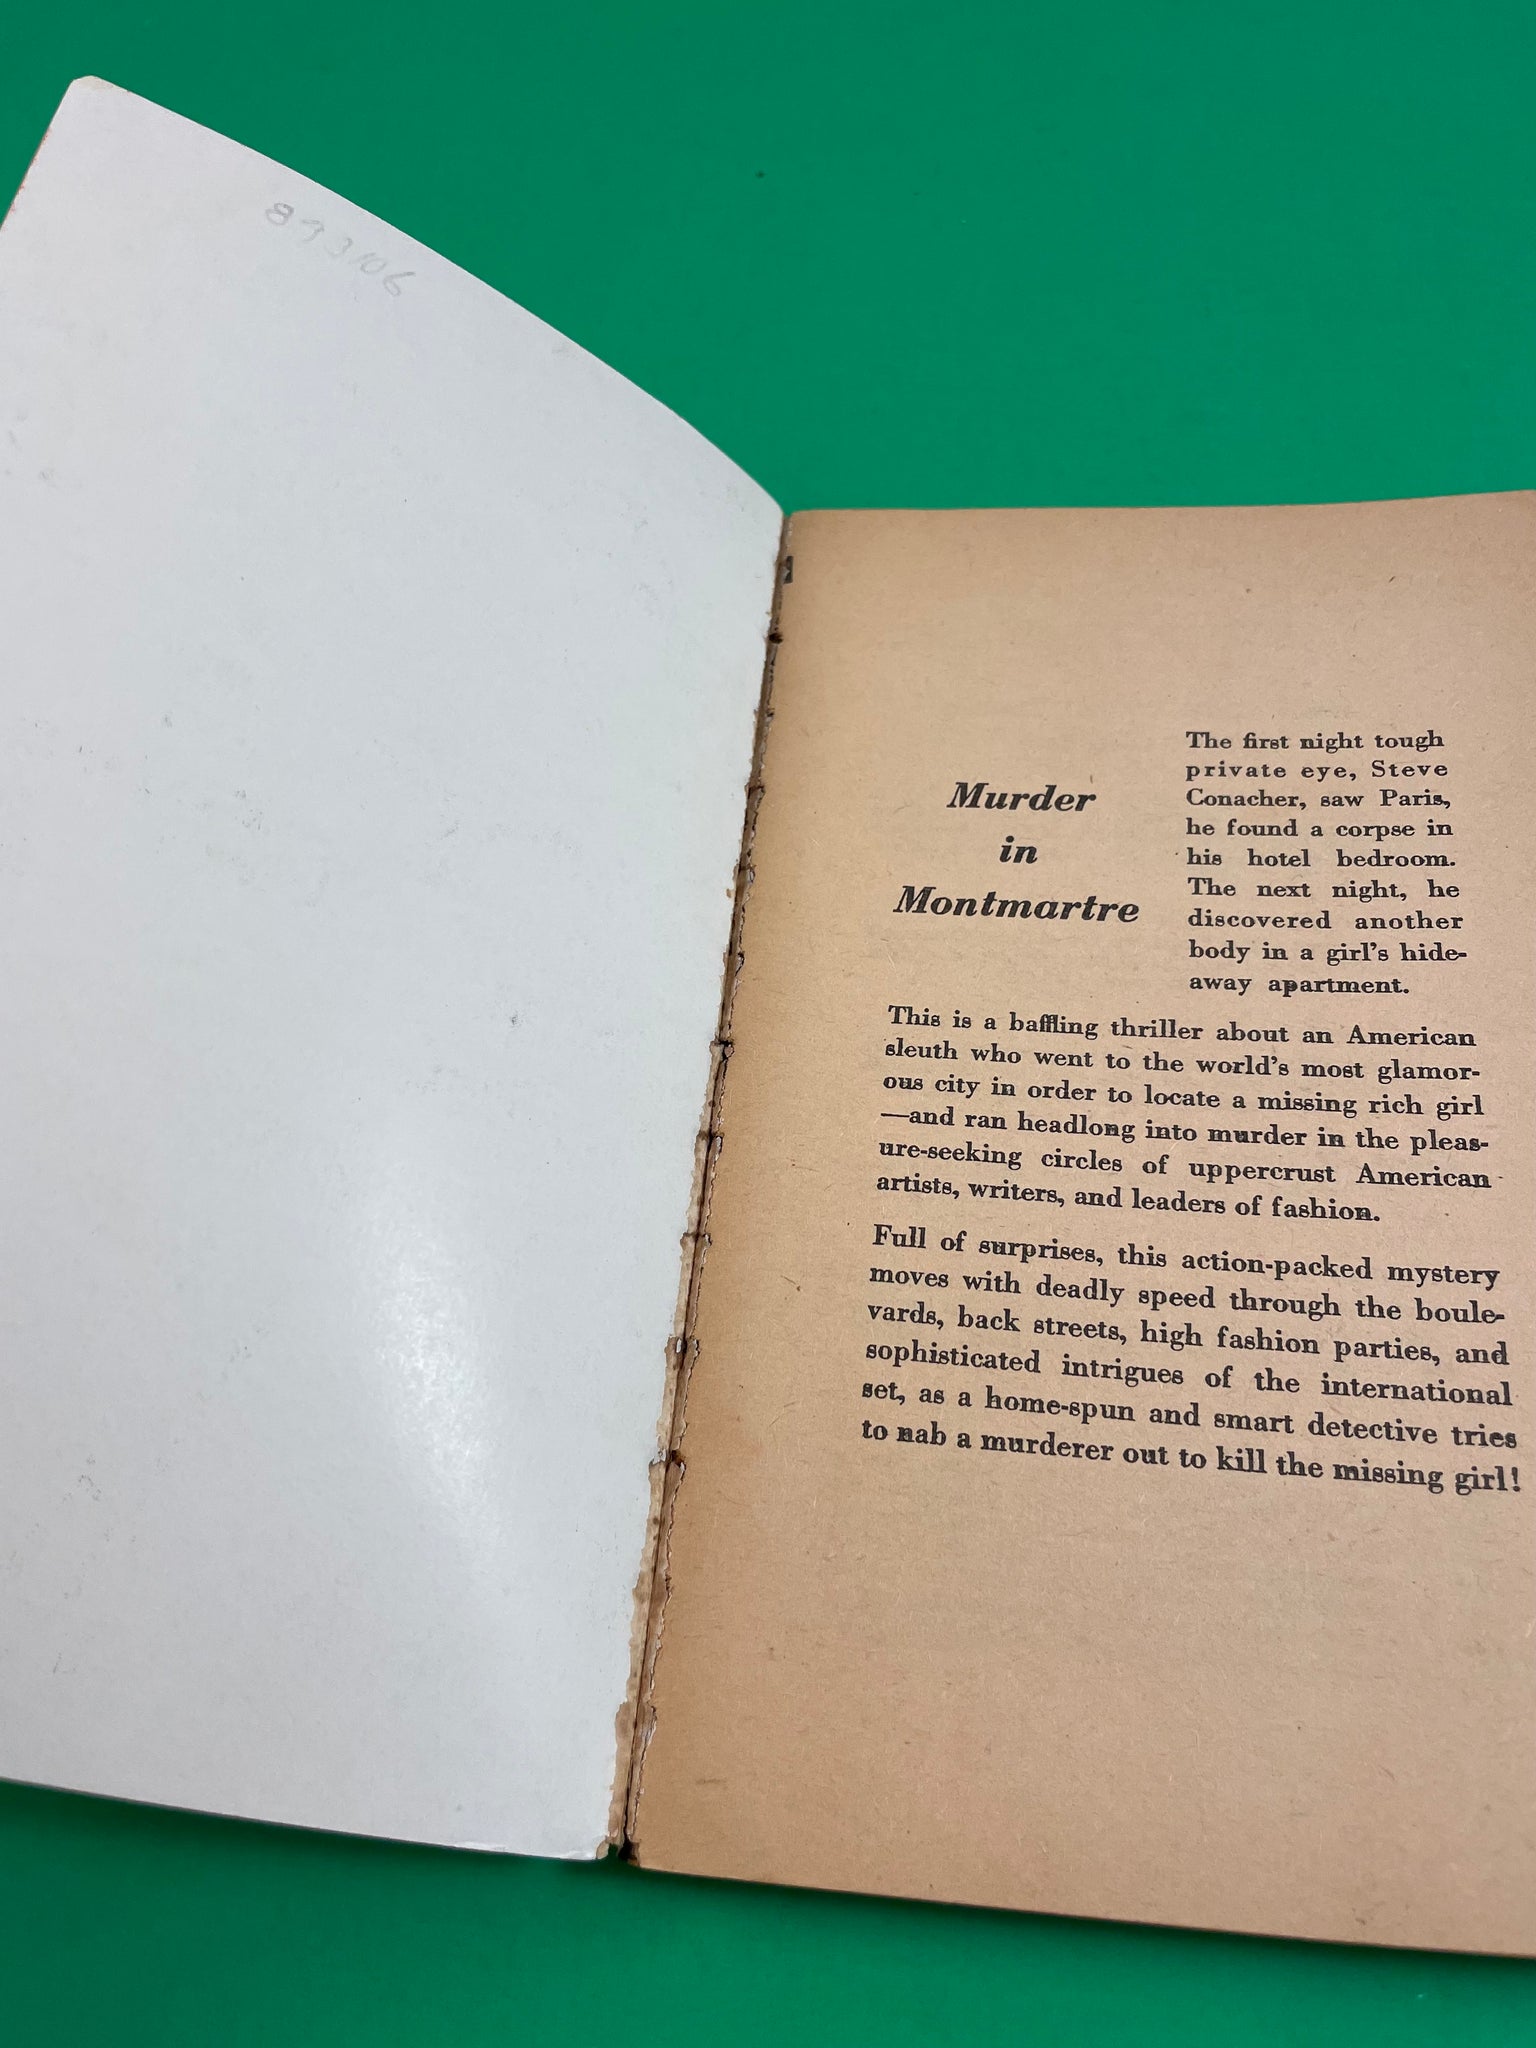 893106
Murder
in
Montmartre
The first night tough
private eye, Steve
Conacher, saw Paris,
he found a corpse in
his hotel bedroom.
The next night, he
discovered another
body in a girl's hide-
away apartment.
This is a baffling thriller about an American
sleuth who went to the world's most glamor-
ous city in order to locate a missing rich girl
—and ran headlong into murder in the pleas-
ure-seeking circles of uppercrust American
artists, writers, and leaders of fashion.
Full of surprises, this action-packed mystery
moves with deadly speed through the boule-
vards, back streets, high fashion parties, and
sophisticated intrigues of the international
set, as a home-spun and smart detective tries
to nab a murderer out to kill the missing girl!